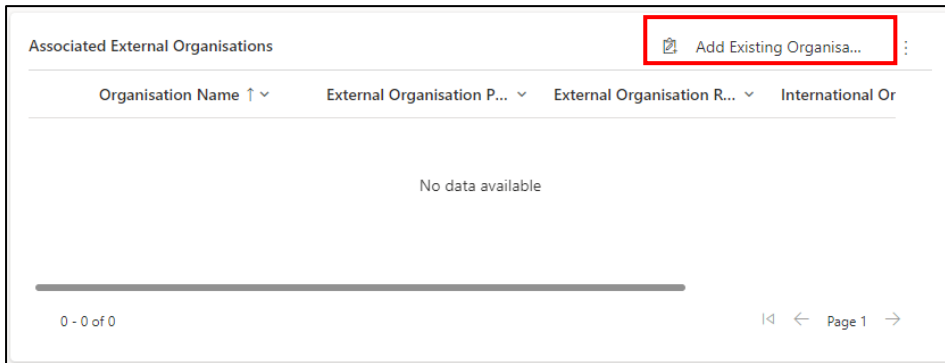 Associated External Organisations
Add Existing Organisa...
Organisation Name ↑ External Organisation P... External Organisation R... International Or
No data available
0 - 0 of 0
Page 1